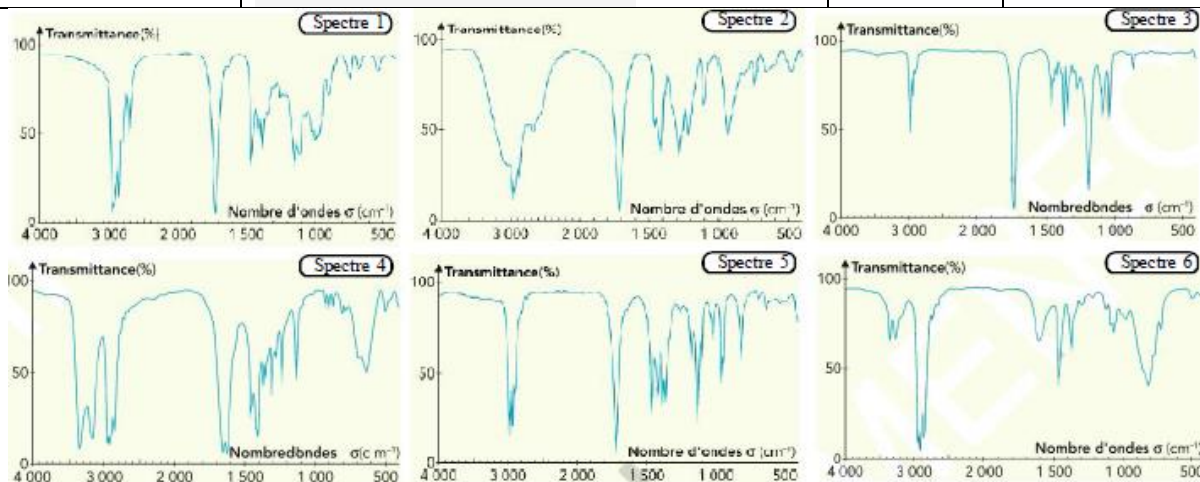 Spectre 1
Transmittance(%)
100
50
0
Nombre d'ondes σ (cm⁻¹)
4 000 3 000 2 000 1 500 1 000 500
Spectre 2
Transmittance(%)
100
50
0
Nombre d'ondes σ (cm⁻¹)
4 000 3 000 2 000 1 500 1 000 500
Spectre 3
Transmittance(%)
100
50
0
Nombredondes σ (cm⁻¹)
4 000 3 000 2 000 1 500 1 000 500
Spectre 4
Transmittance(%)
100
50
0
Nombredondes σ(c m⁻¹)
4 000 3 000 2 000 1 500 1 000 500
Spectre 5
Transmittance(%)
100
50
0
Nombre d'ondes σ (cm⁻¹)
4 000 3 000 2 000 1 500 1 000 500
Spectre 6
Transmittance(%)
100
50
0
Nombre d'ondes σ (cm⁻¹)
4 000 3 000 2 000 1 500 1 000 500